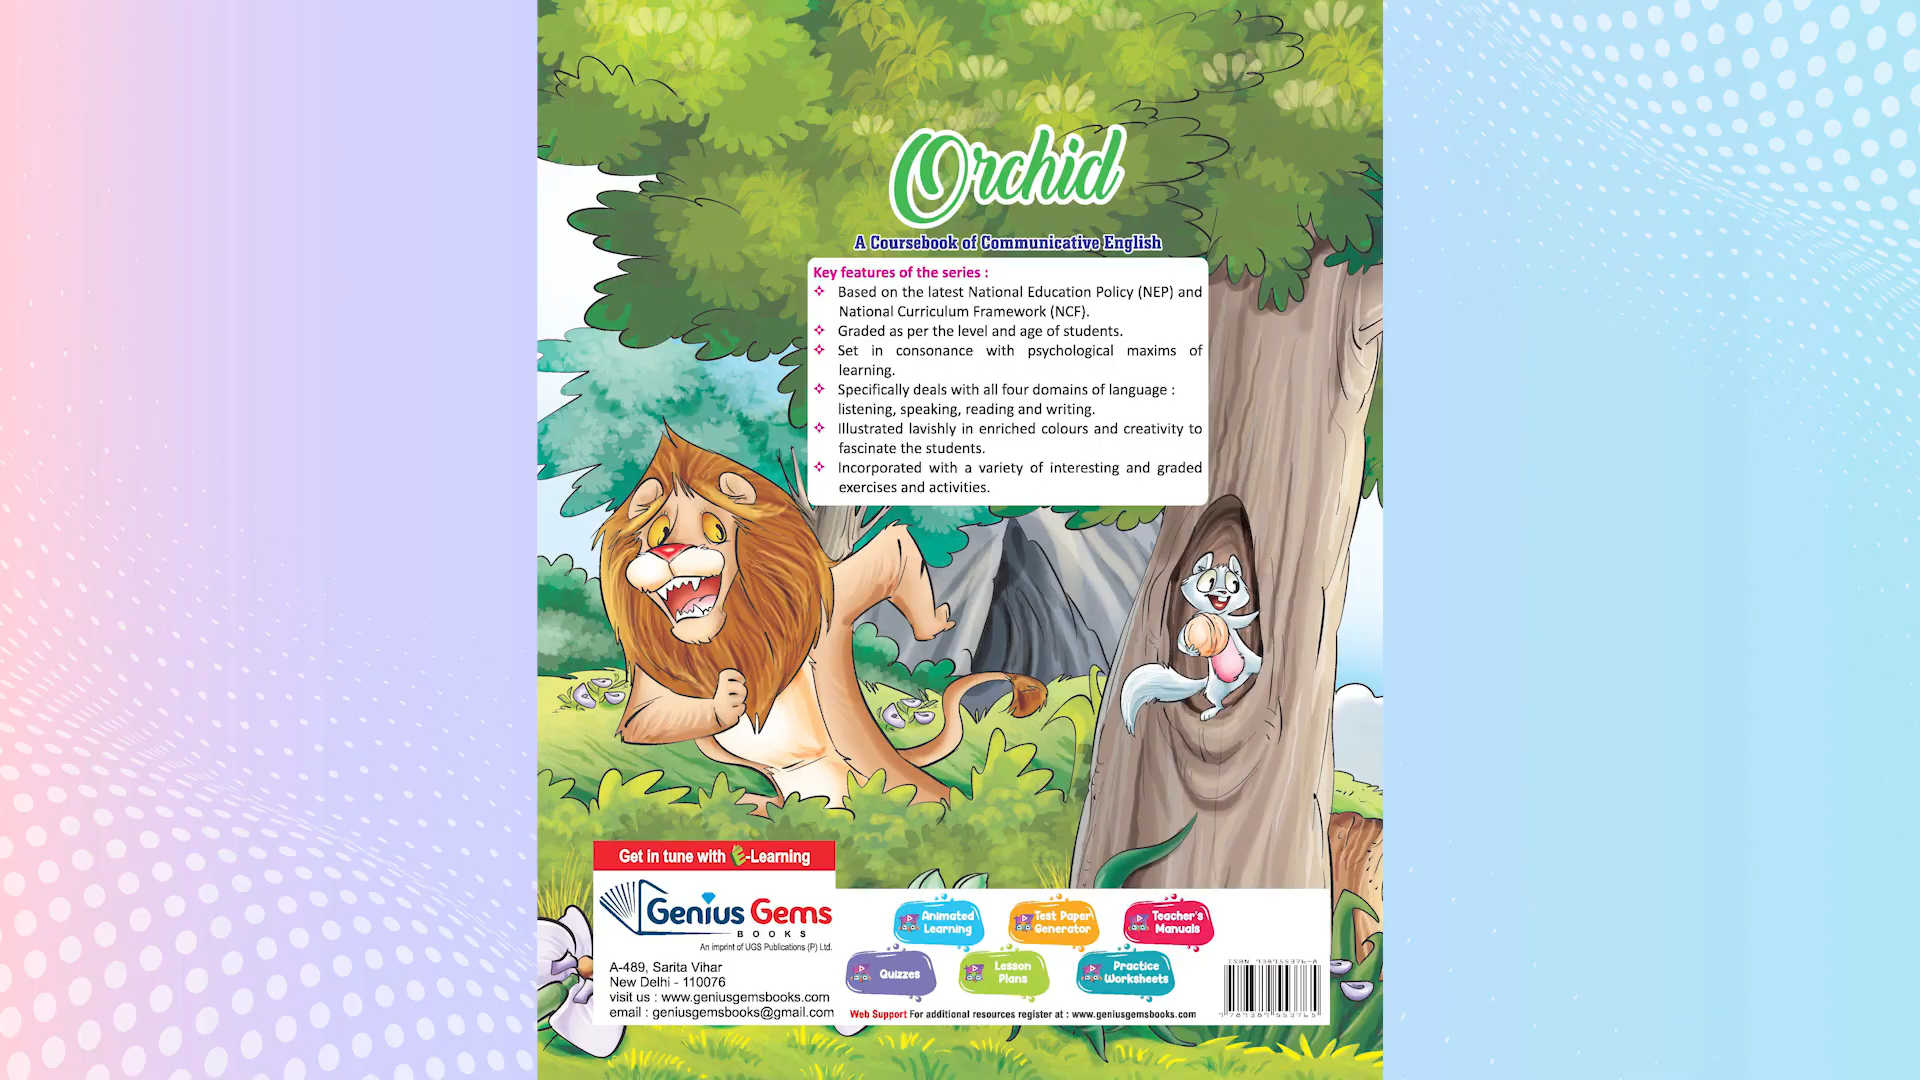 Orchid
A Coursebook of Communicative English
Key features of the series :
Based on the latest National Education Policy (NEP) and
National Curriculum Framework (NCF).
Graded as per the level and age of students.
Set in consonance with psychological maxims of
learning.
Specifically deals with all four domains of language :
listening, speaking, reading and writing.
Illustrated lavishly in enriched colours and creativity to
fascinate the students.
Incorporated with a variety of interesting and graded
exercises and activities.
Get in tune with E-Learning
Genius Gems
BOOKS
An imprint of UGS Publications (P) Ltd.
A-489, Sarita Vihar
New Delhi - 110076
visit us : www.geniusgemsbooks.com
email : geniusgemsbooks@gmail.com
Animated
Learning
Test Paper
Generator
Teacher's
Manuals
Quizzes
Lesson
Plans
Practice
Worksheets
Web Support For additional resources register at : www.geniusgemsbooks.com
ISBN